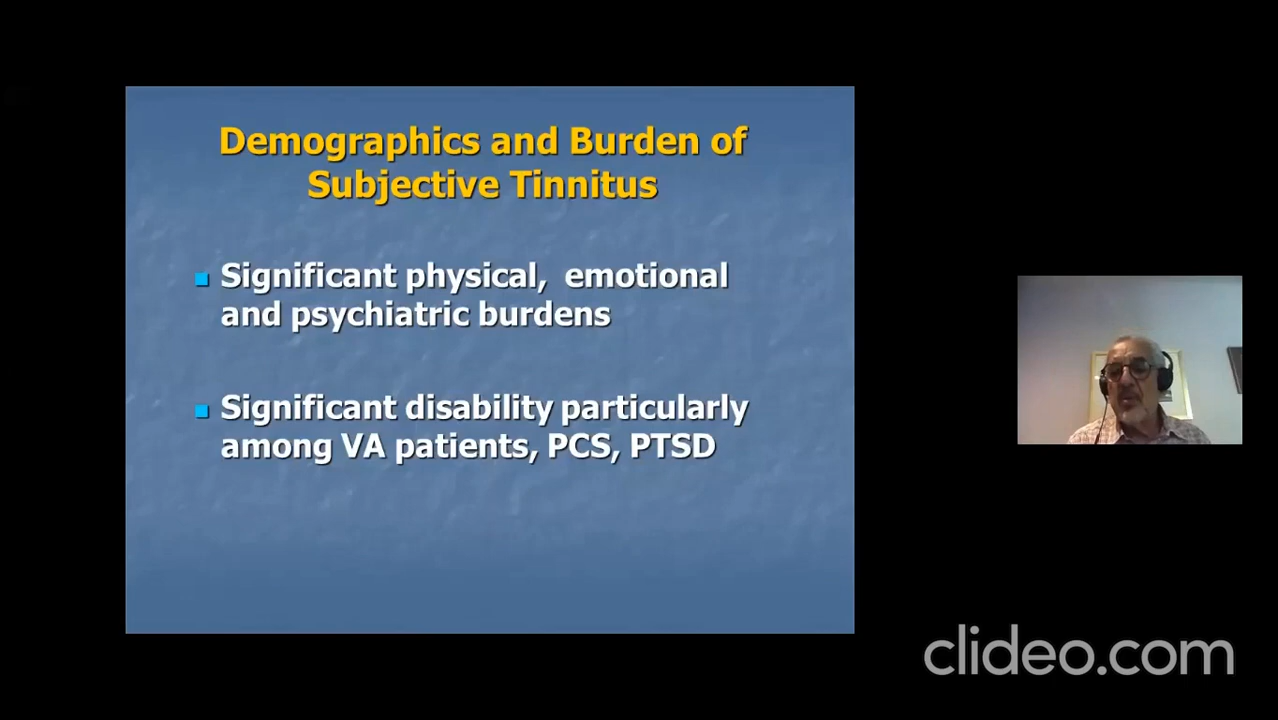 Demographics and Burden of
Subjective Tinnitus
Significant physical, emotional
and psychiatric burdens
Significant disability particularly
among VA patients, PCS, PTSD
clideo.com